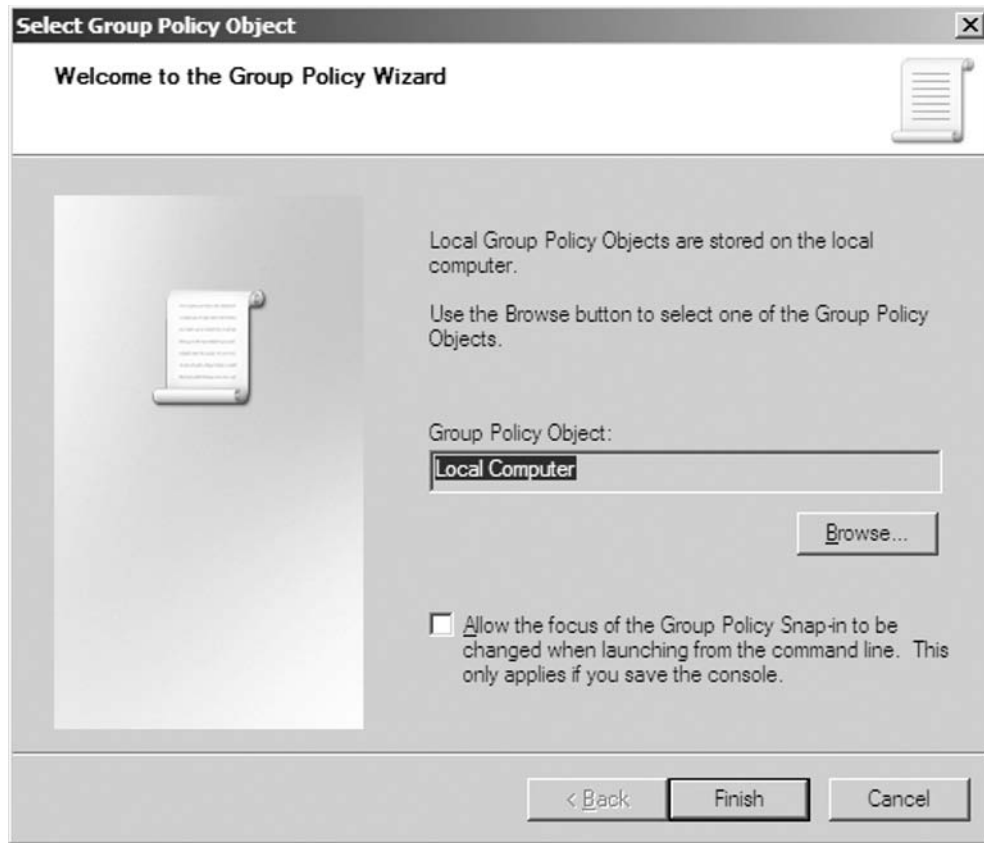 Select Group Policy Object
Welcome to the Group Policy Wizard
Local Group Policy Objects are stored on the local
computer.
Use the Browse button to select one of the Group Policy
Objects.
Group Policy Object:
Local Computer
Browse...
Allow the focus of the Group Policy Snap-in to be
changed when launching from the command line. This
only applies if you save the console.
< Back
Finish
Cancel